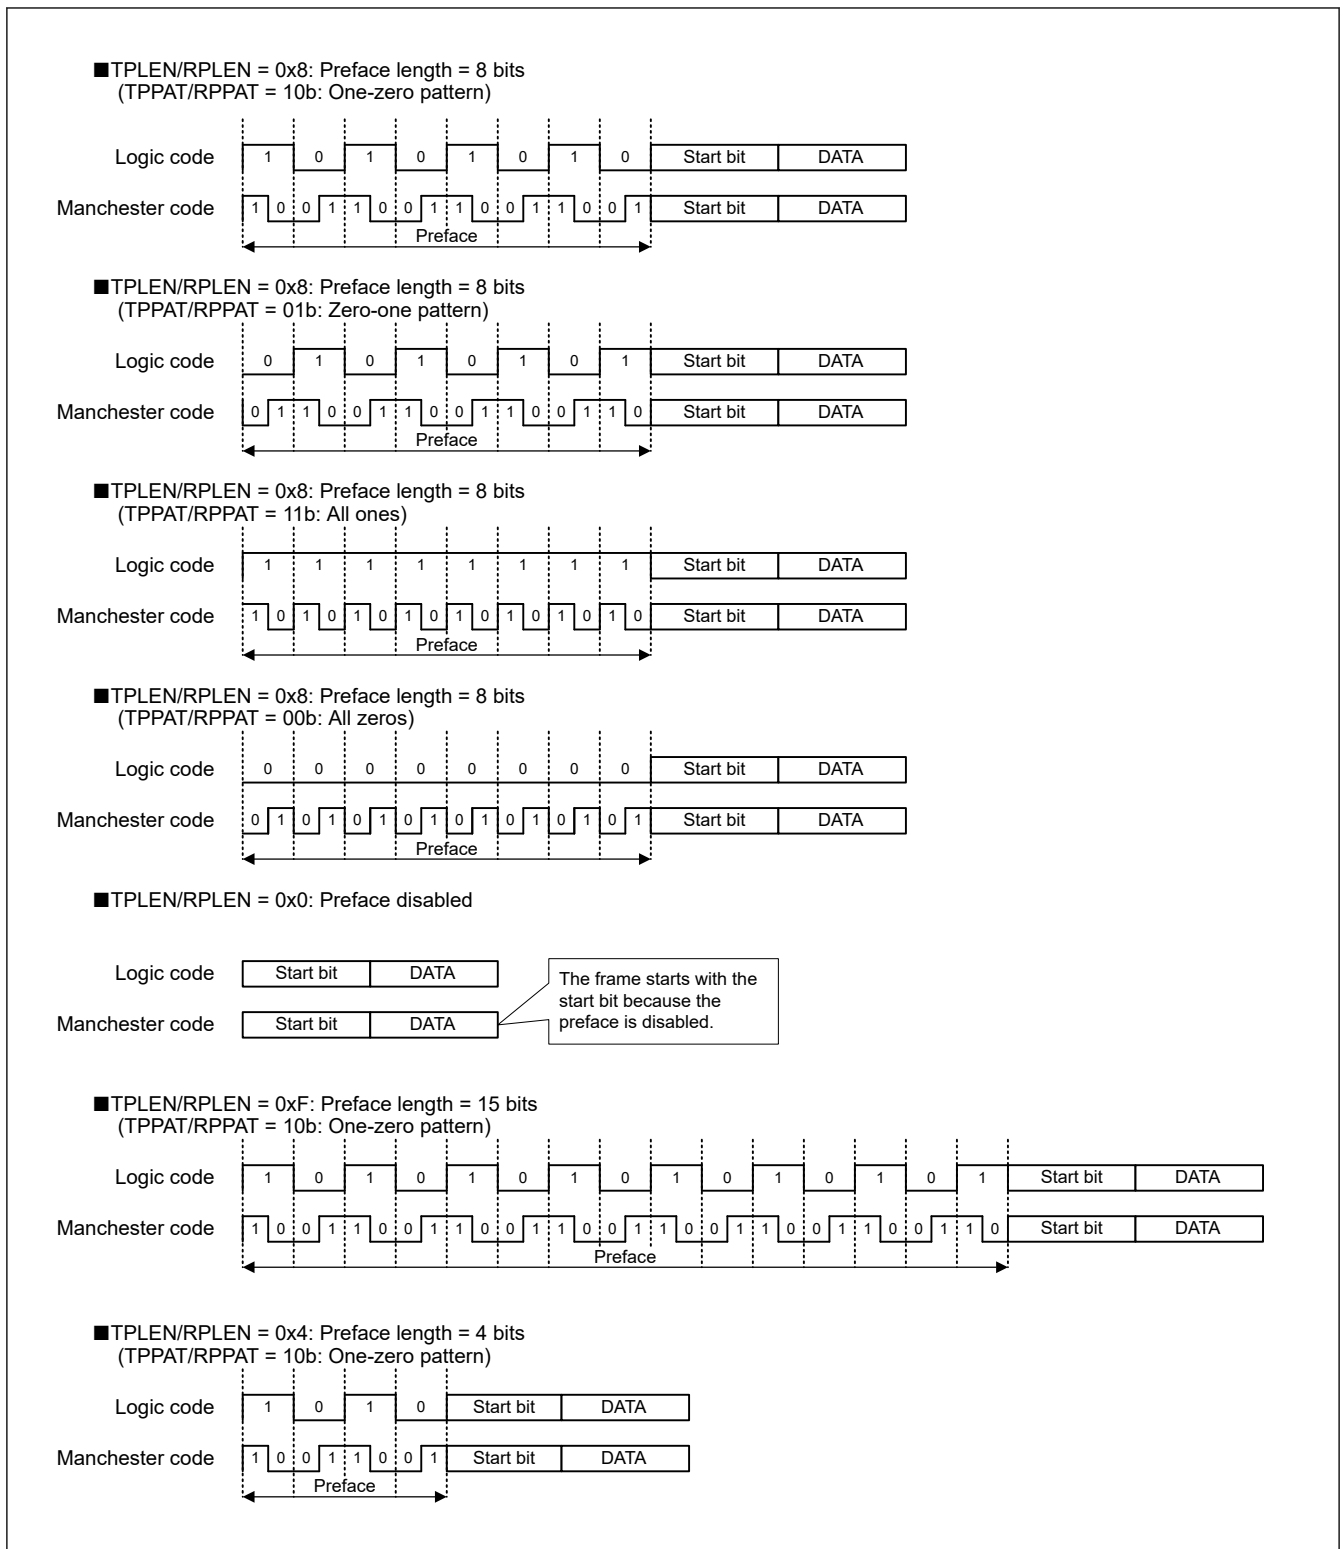 ■TPLEN/RPLEN = 0x8: Preface length = 8 bits
(TPPAT/RPPAT = 10b: One-zero pattern)
Logic code 1 0 1 0 1 0 1 0 Start bit DATA
Manchester code 1 0 0 1 1 0 0 1 1 0 0 1 1 0 0 1 Start bit DATA
Preface
■TPLEN/RPLEN = 0x8: Preface length = 8 bits
(TPPAT/RPPAT = 01b: Zero-one pattern)
Logic code 0 1 0 1 0 1 0 1 Start bit DATA
Manchester code 0 1 1 0 0 1 1 0 0 1 1 0 0 1 1 0 Start bit DATA
Preface
■TPLEN/RPLEN = 0x8: Preface length = 8 bits
(TPPAT/RPPAT = 11b: All ones)
Logic code 1 1 1 1 1 1 1 1 Start bit DATA
Manchester code 1 0 1 0 1 0 1 0 1 0 1 0 1 0 1 0 Start bit DATA
Preface
■TPLEN/RPLEN = 0x8: Preface length = 8 bits
(TPPAT/RPPAT = 00b: All zeros)
Logic code 0 0 0 0 0 0 0 0 Start bit DATA
Manchester code 0 1 0 1 0 1 0 1 0 1 0 1 0 1 0 1 Start bit DATA
Preface
■TPLEN/RPLEN = 0x0: Preface disabled
Logic code Start bit DATA
Manchester code Start bit DATA
The frame starts with the
start bit because the
preface is disabled.
■TPLEN/RPLEN = 0xF: Preface length = 15 bits
(TPPAT/RPPAT = 10b: One-zero pattern)
Logic code 1 0 1 0 1 0 1 0 1 0 1 0 1 0 1 Start bit DATA
Manchester code 1 0 0 1 1 0 0 1 1 0 0 1 1 0 0 1 1 0 0 1 1 0 0 1 1 0 0 1 1 0 Start bit DATA
Preface
■TPLEN/RPLEN = 0x4: Preface length = 4 bits
(TPPAT/RPPAT = 10b: One-zero pattern)
Logic code 1 0 1 0 Start bit DATA
Manchester code 1 0 0 1 1 0 0 1 Start bit DATA
Preface